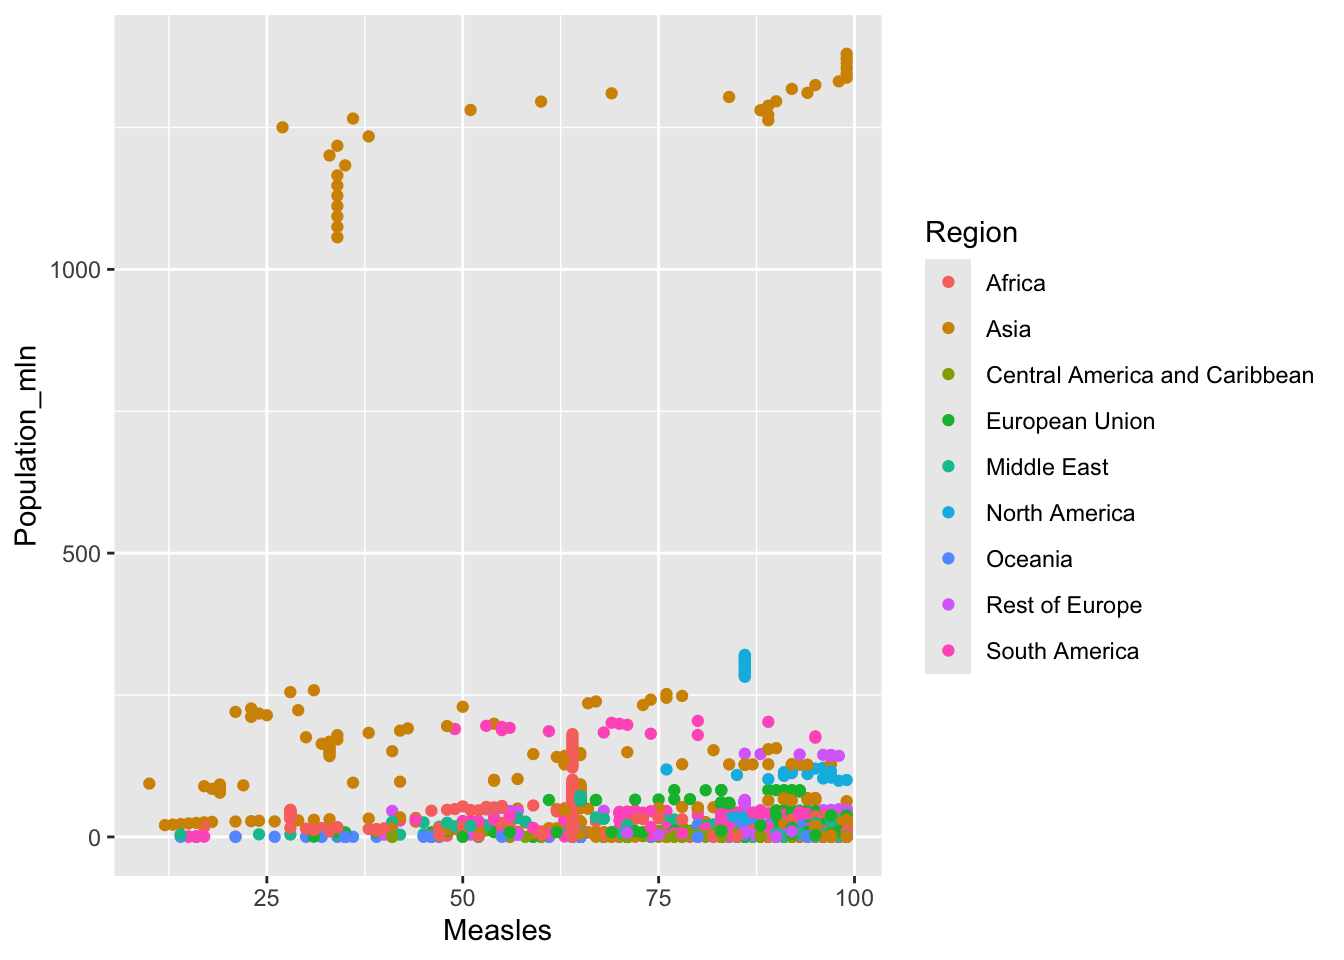 Population_mln
1000
500
0
25
50
75
100
Measles
Region
Africa
Asia
Central America and Caribbean
European Union
Middle East
North America
Oceania
Rest of Europe
South America